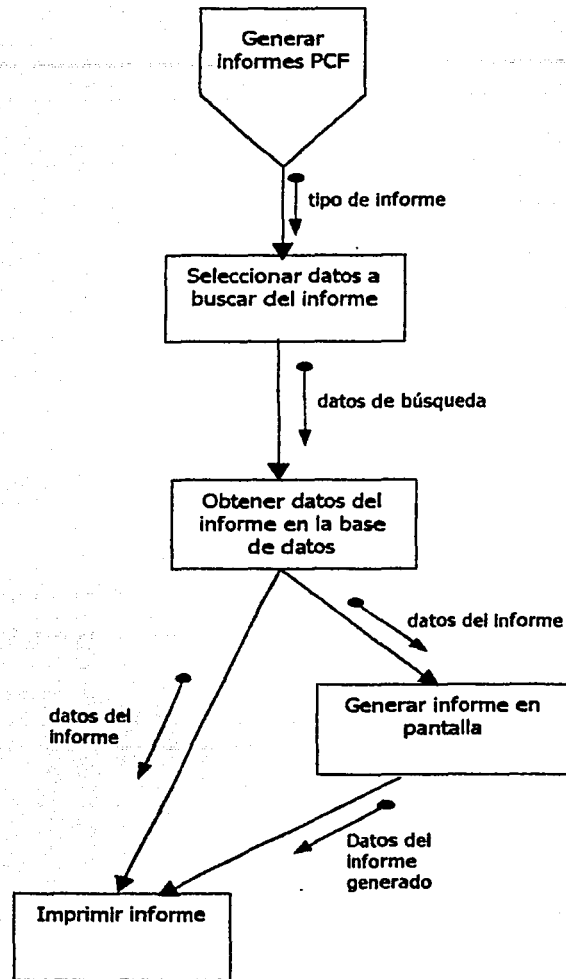 Generar
informes PCF
tipo de informe
Seleccionar datos a
buscar del informe
datos de búsqueda
Obtener datos del
informe en la base
de datos
datos del informe
datos del
informe
Generar informe en
pantalla
Datos del
informe
generado
Imprimir informe